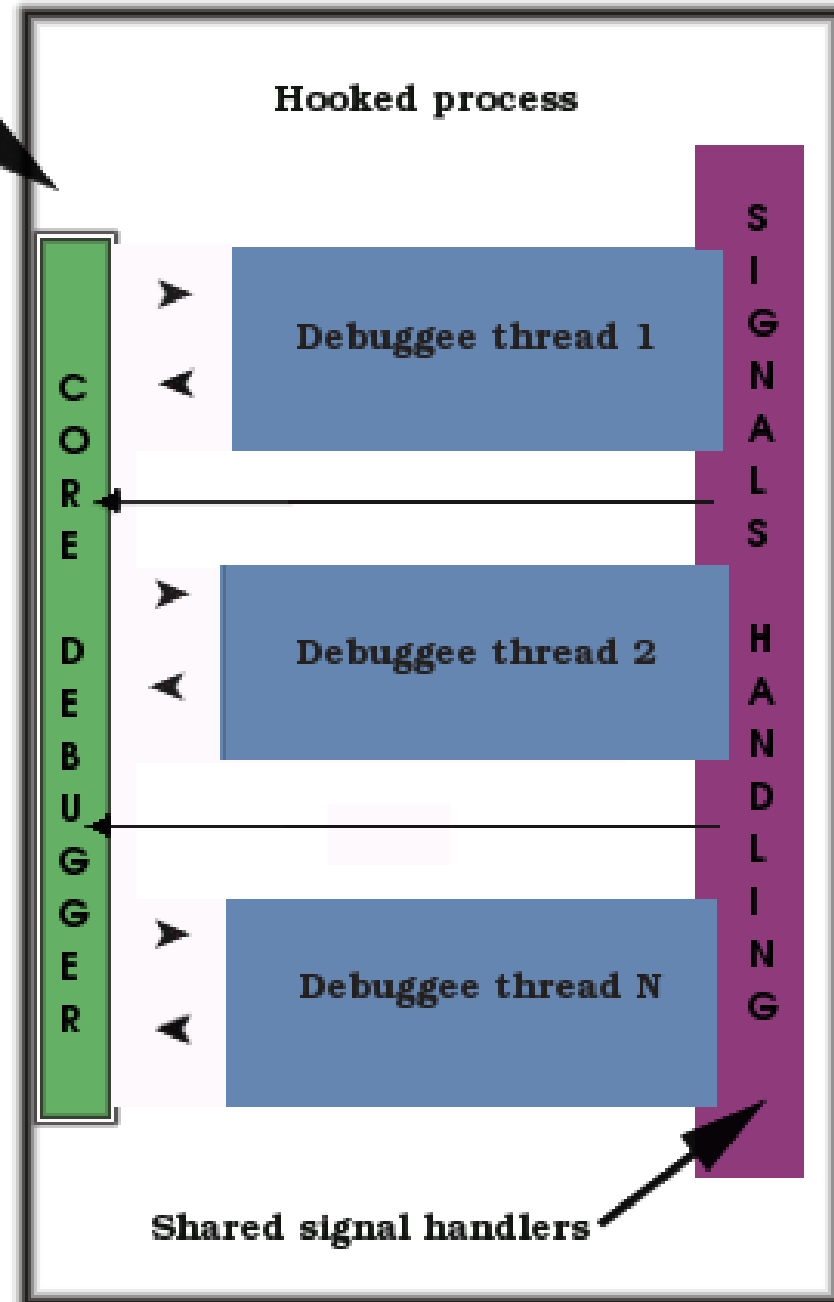 Hooked process
SIGNALS HANDLING
CORE DEBUGGER
Debuggee thread 1
Debuggee thread 2
Debuggee thread N
Shared signal handlers